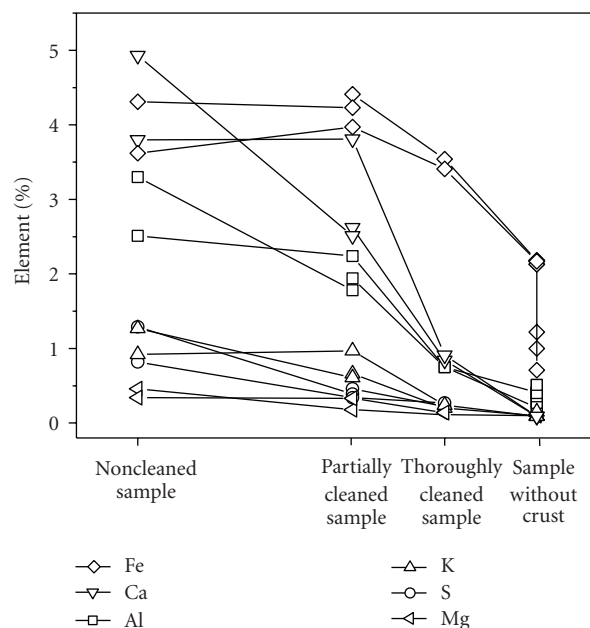 5
4
3
2
1
0
Element (%)
Noncleaned
sample
Partially
cleaned
sample
Thoroughly
cleaned
sample
Sample
without
crust
Fe
Ca
Al
K
S
Mg